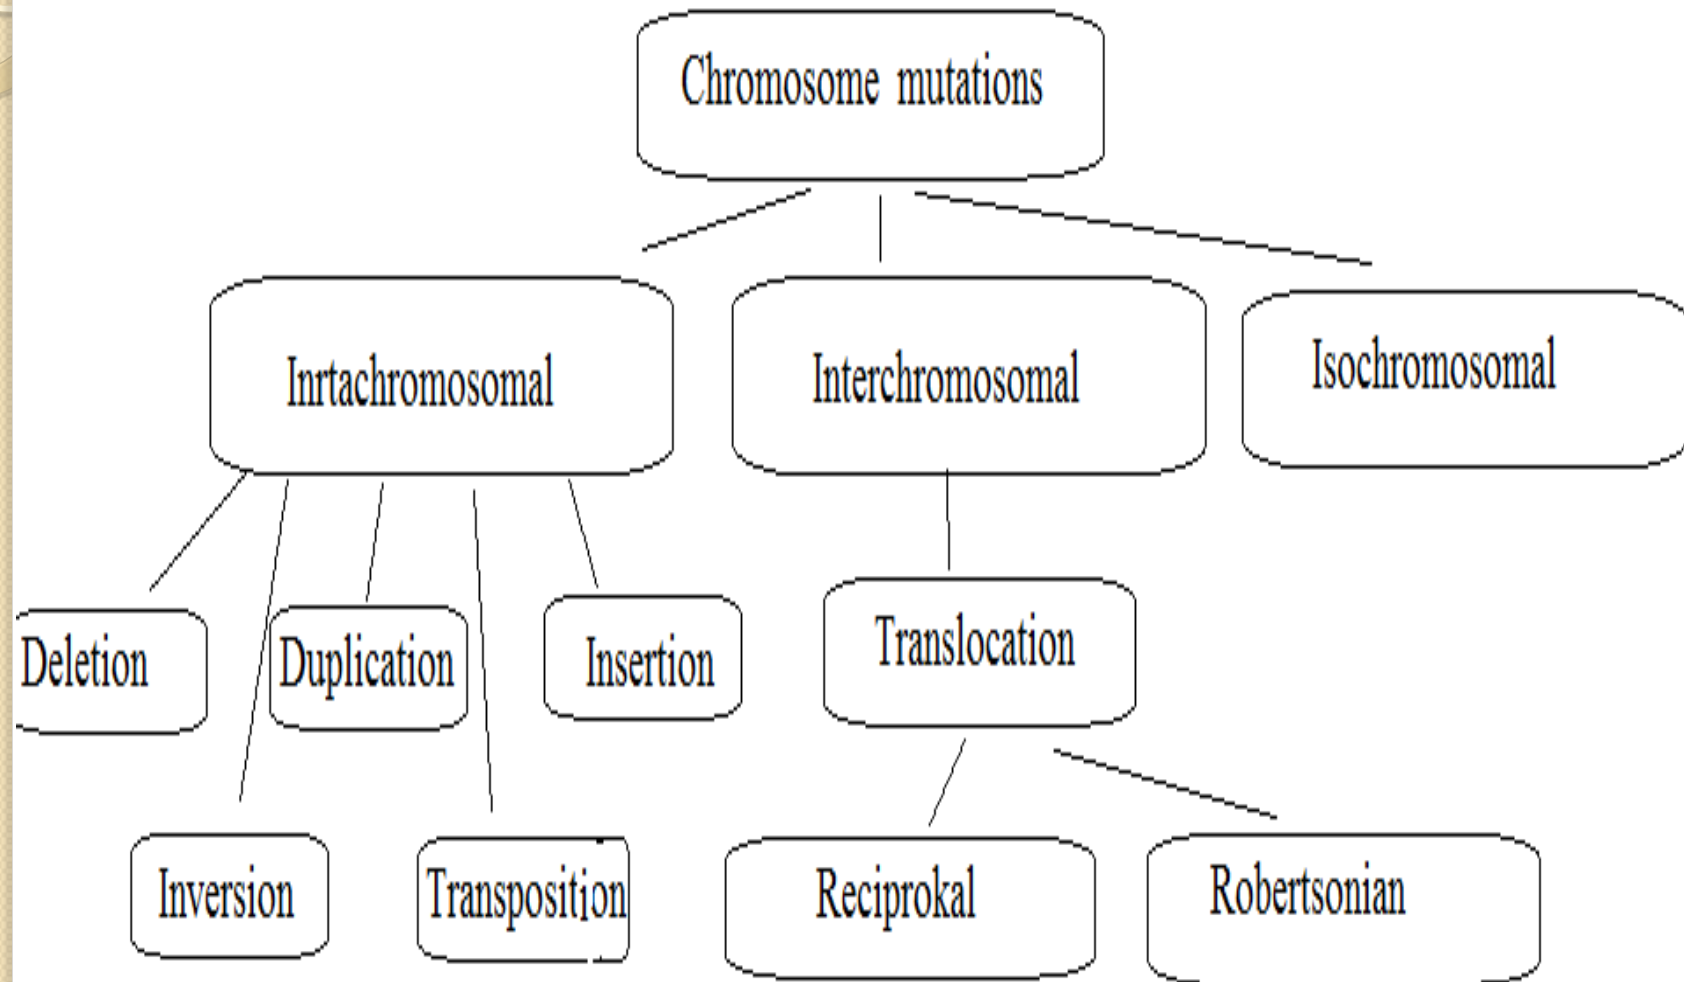 Chromosome mutations
Inrtachromosomal
Interchromosomal
Isochromosomal
Deletion
Duplication
Insertion
Translocation
Inversion
Transposition
Reciprokal
Robertsonian